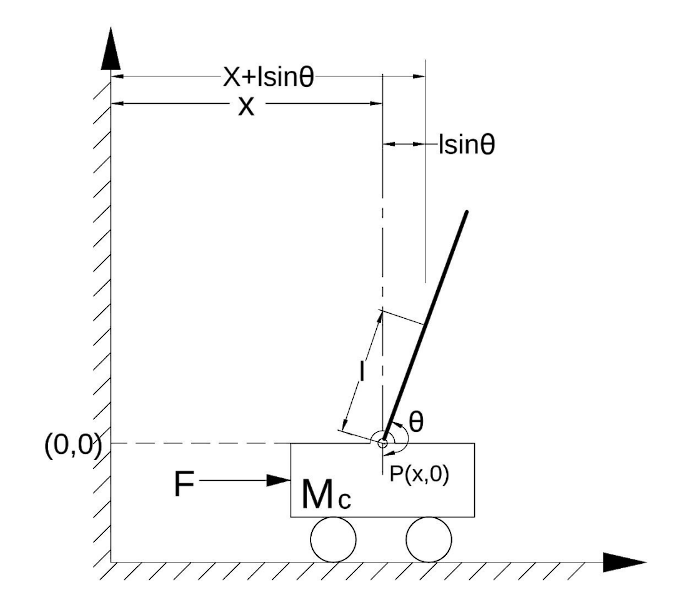 X+lsinθ
x
lsinθ
l
θ
(0,0)
P(x,0)
F
Mc